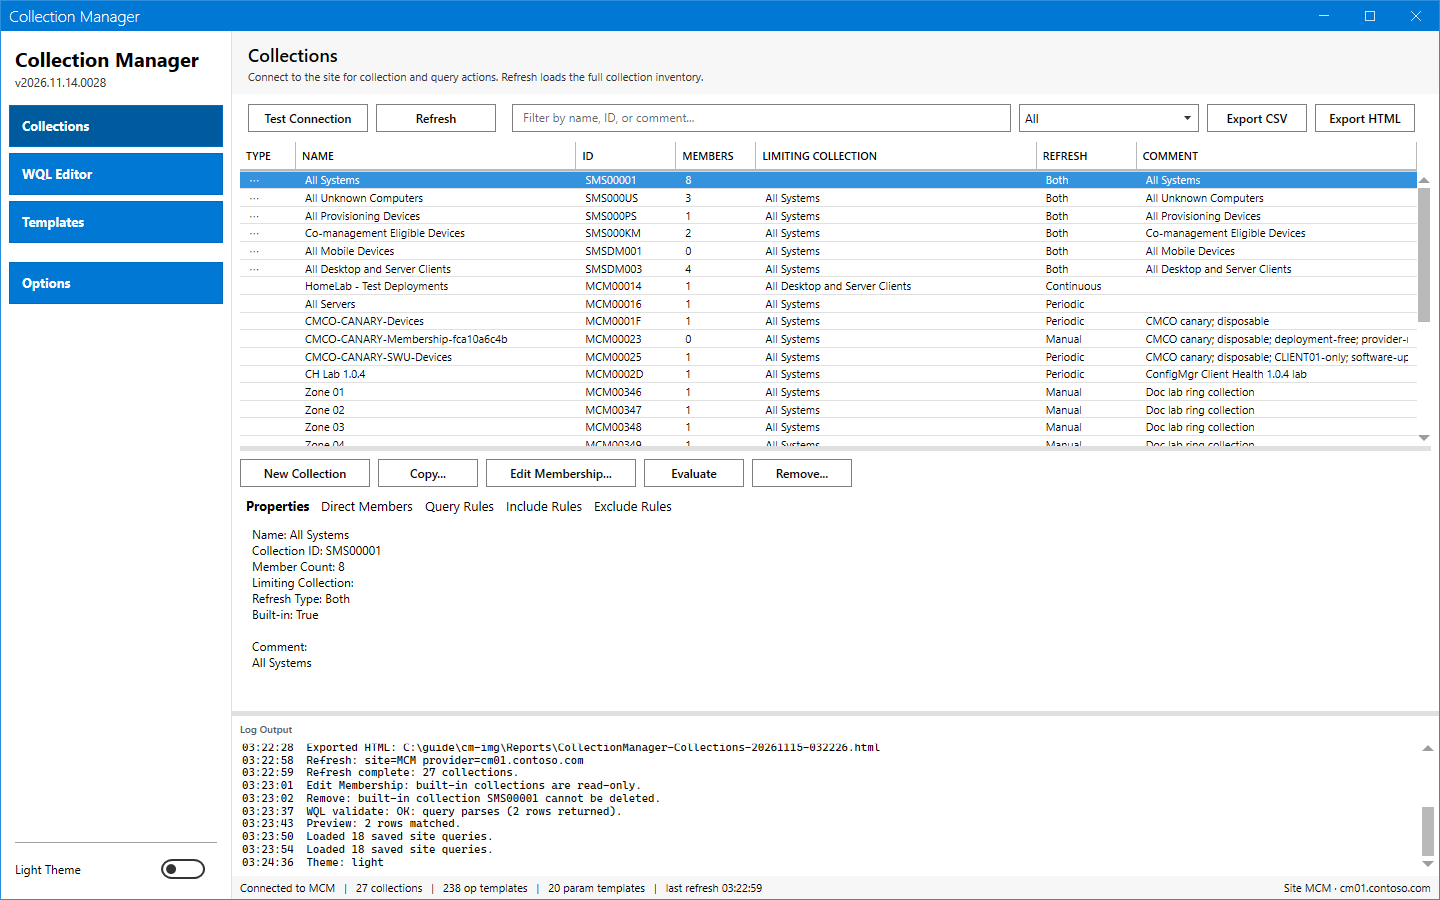 Collection Manager
Collection Manager
v2026.11.14.0028
Collections
WQL Editor
Templates
Options
Light Theme
Collections
Connect to the site for collection and query actions. Refresh loads the full collection inventory.
Test Connection Refresh Filter by name, ID, or comment... All Export CSV Export HTML
TYPE NAME ID MEMBERS LIMITING COLLECTION REFRESH COMMENT
... All Systems SMS00001 8 Both All Systems
... All Unknown Computers SMS000US 3 All Systems Both All Unknown Computers
... All Provisioning Devices SMS000PS 1 All Systems Both All Provisioning Devices
... Co-management Eligible Devices SMS000KM 2 All Systems Both Co-management Eligible Devices
... All Mobile Devices SMSDM001 0 All Systems Both All Mobile Devices
... All Desktop and Server Clients SMSDM003 4 All Systems Both All Desktop and Server Clients
HomeLab - Test Deployments MCM00014 1 All Desktop and Server Clients Continuous
All Servers MCM00016 1 All Systems Periodic
CMCO-CANARY-Devices MCM0001F 1 All Systems Periodic CMCO canary; disposable
CMCO-CANARY-Membership-fca10a6c4b MCM00023 0 All Systems Manual CMCO canary; disposable; deployment-free; provider-
CMCO-CANARY-SWU-Devices MCM00025 1 All Systems Periodic CMCO canary; disposable; CLIENT01-only; software-up
CH Lab 1.0.4 MCM0002D 1 All Systems Periodic ConfigMgr Client Health 1.0.4 lab
Zone 01 MCM00346 1 All Systems Manual Doc lab ring collection
Zone 02 MCM00347 1 All Systems Manual Doc lab ring collection
Zone 03 MCM00348 1 All Systems Manual Doc lab ring collection
Zone 04 MCM00349 1 All Systems Manual Doc lab ring collection
New Collection Copy... Edit Membership... Evaluate Remove...
Properties Direct Members Query Rules Include Rules Exclude Rules
Name: All Systems
Collection ID: SMS00001
Member Count: 8
Limiting Collection:
Refresh Type: Both
Built-in: True
Comment:
All Systems
Log Output
03:22:28 Exported HTML: C:\guide\cm-img\Reports\CollectionManager-Collections-20261115-032226.html
03:22:58 Refresh: site=MCM provider=cm01.contoso.com
03:22:59 Refresh complete: 27 collections.
03:23:01 Edit Membership: built-in collections are read-only.
03:23:02 Remove: built-in collection SMS00001 cannot be deleted.
03:23:37 WQL validate: OK: query parses (2 rows returned).
03:23:43 Preview: 2 rows matched.
03:23:50 Loaded 18 saved site queries.
03:23:54 Loaded 18 saved site queries.
03:24:36 Theme: light
Connected to MCM | 27 collections | 238 op templates | 20 param templates | last refresh 03:22:59
Site MCM · cm01.contoso.com